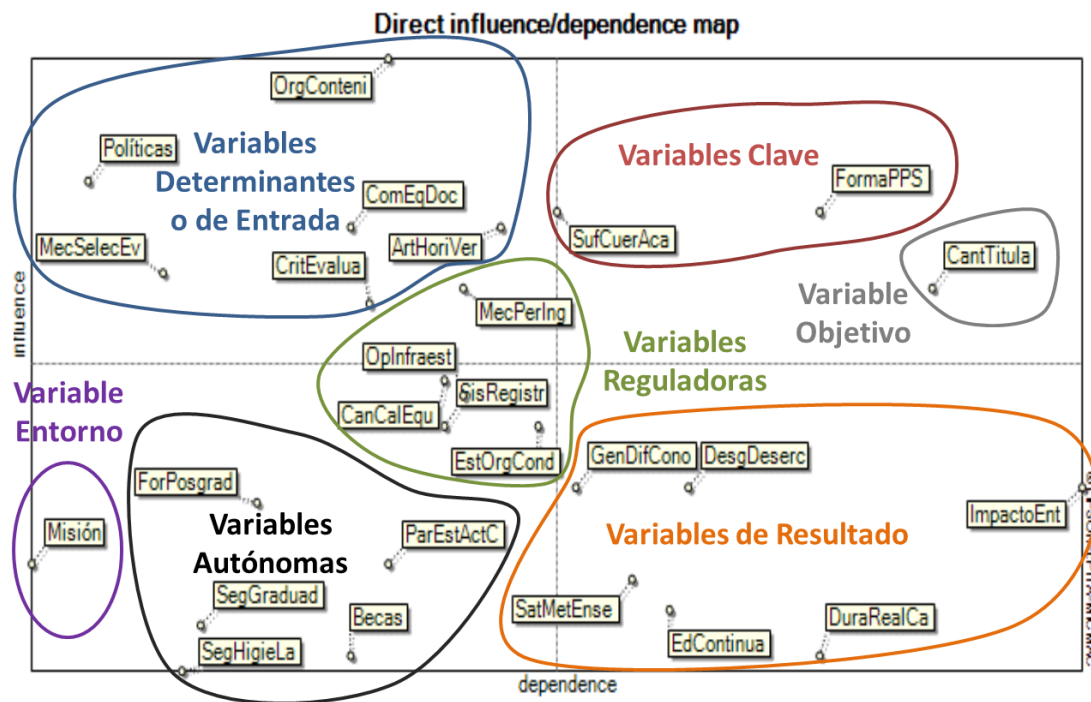 Direct influence/dependence map
OrgConteni
Políticas
Variables
Determinantes
o de Entrada
ComEqDoc
MecSelecEv
CritEvalua
ArtHoriVer
Variables Clave
FormaPPS
SufCuerAca
CantTitula
Variable
Objetivo
influence
MecPerIng
OpInfraest
SisRegistr
CanCalEqu
EstOrgCond
Variables
Reguladoras
Variable
Entorno
Misión
ForPosgrad
Variables
Autónomas
ParEstActC
SegGraduad
Becas
SegHigieLa
GenDifCono
DesgDeserc
ImpactoEnt
Variables de Resultado
SatMetEnse
EdContinua
DuraRealCa
dependence